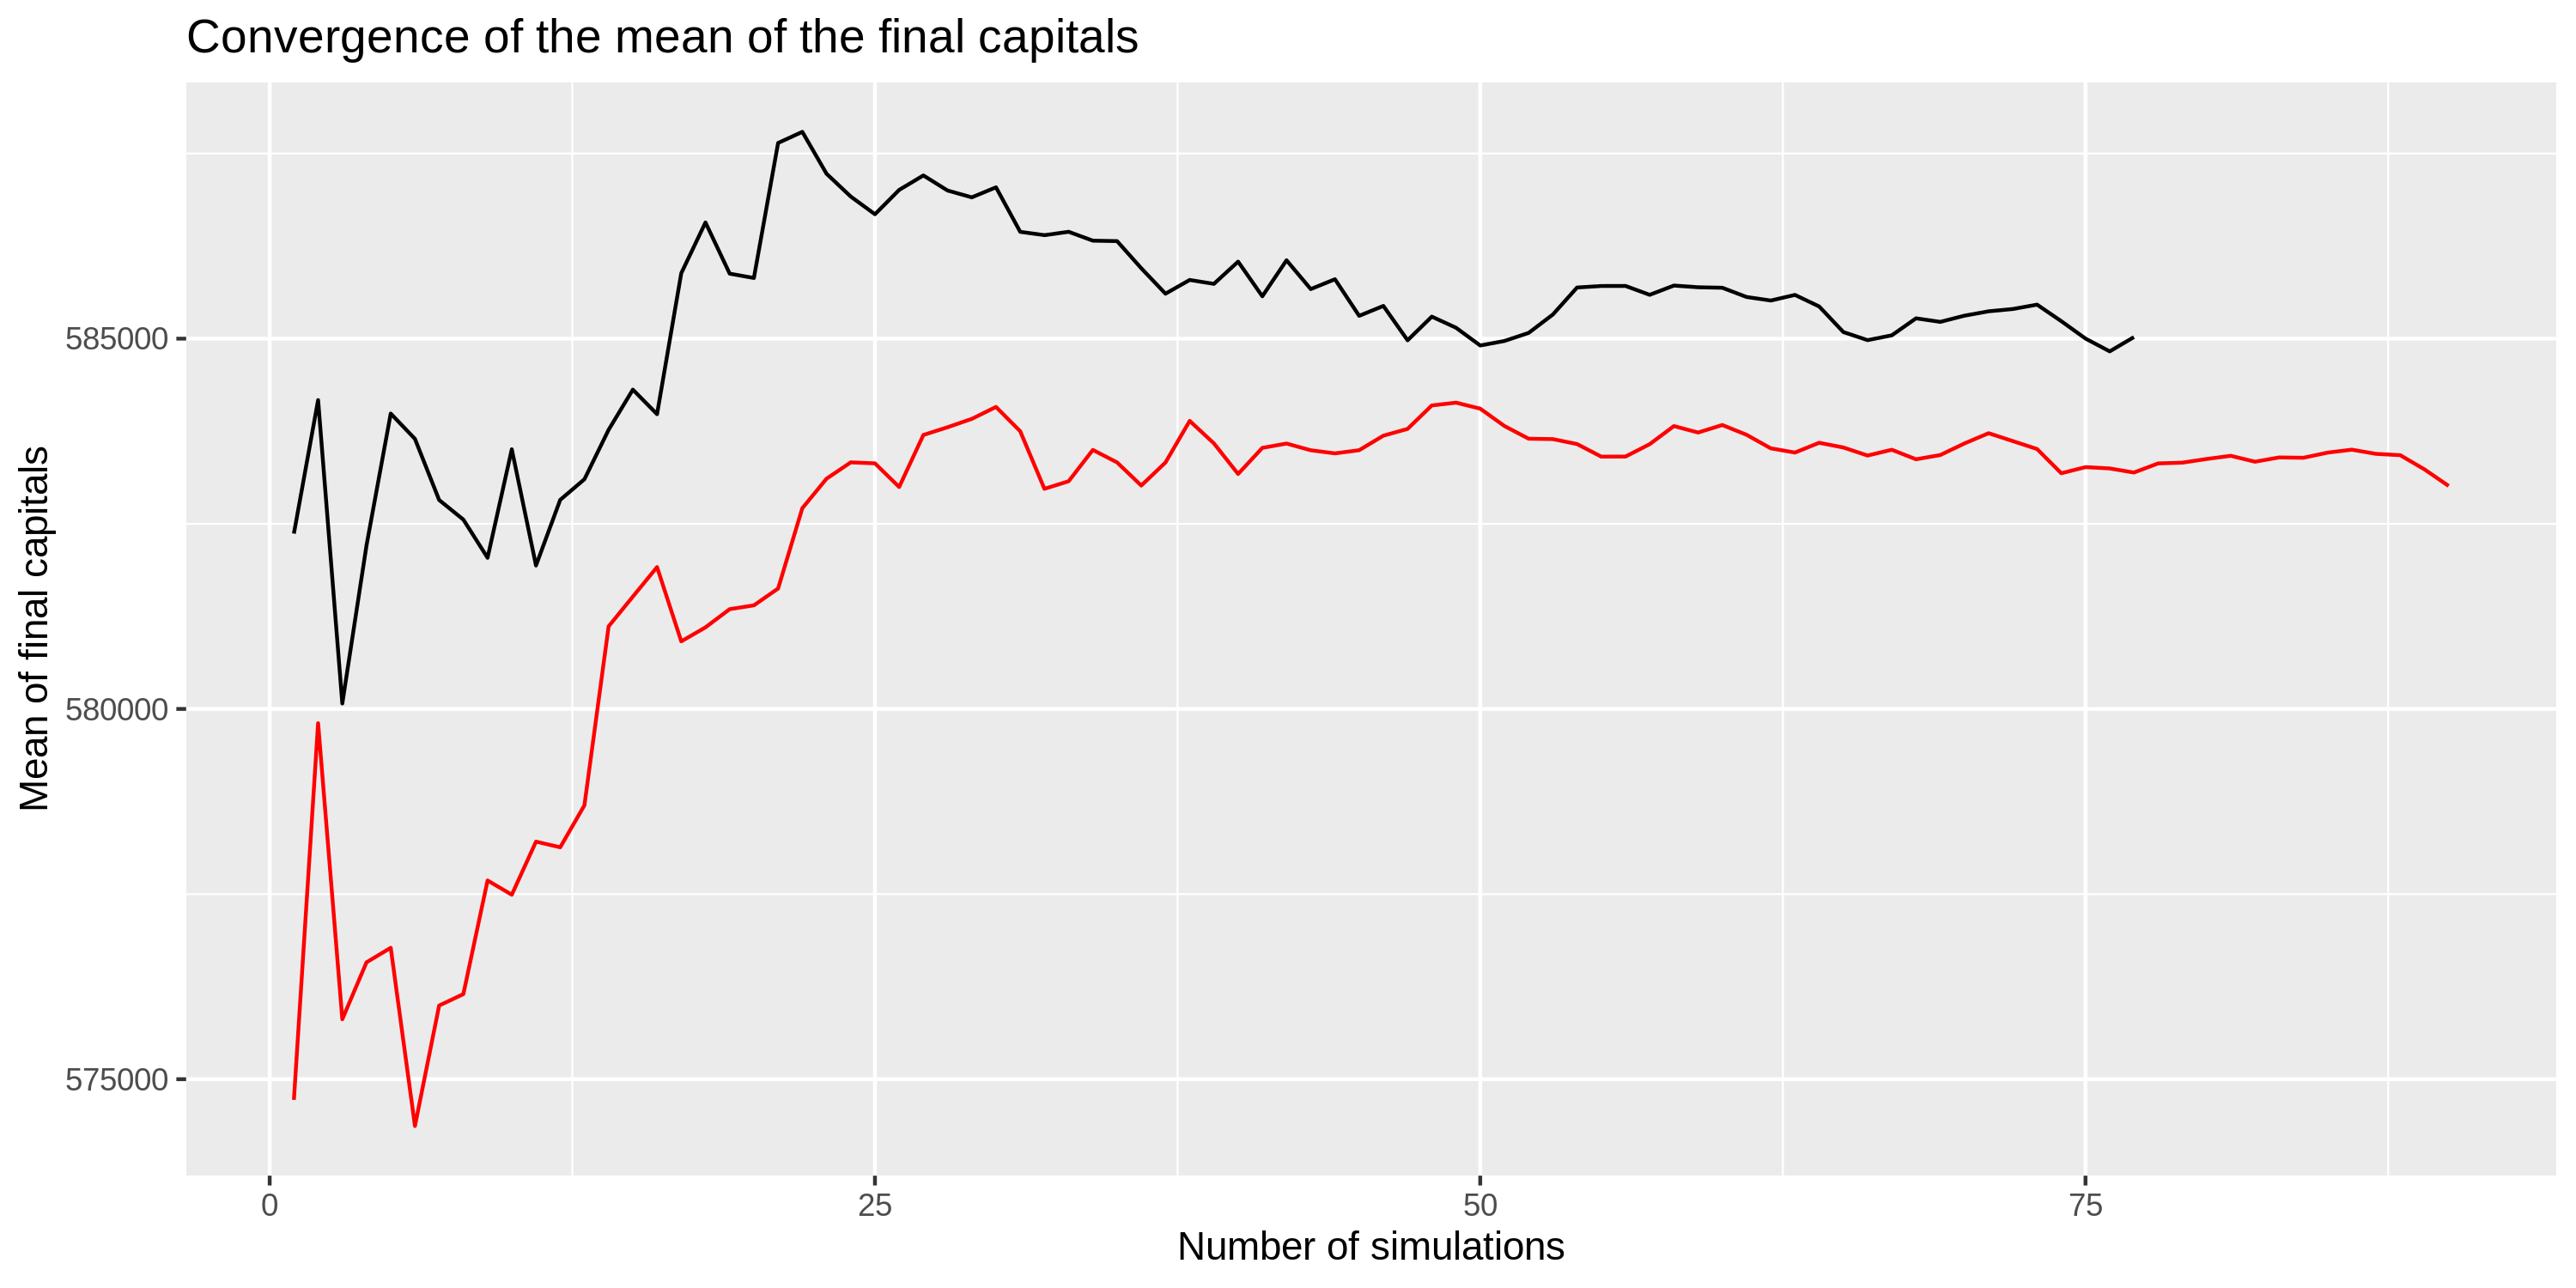 Convergence of the mean of the final capitals
Mean of final capitals
585000
580000
575000
0
25
50
75
Number of simulations